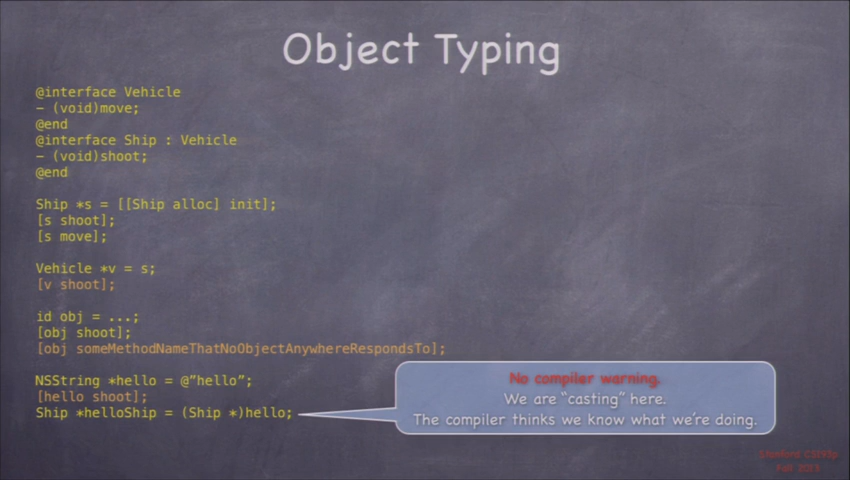 Object Typing
@interface Vehicle
- (void)move;
@end
@interface Ship : Vehicle
- (void)shoot;
@end
Ship *s = [[Ship alloc] init];
[s shoot];
[s move];
Vehicle *v = s;
[v shoot];
id obj = ...;
[obj shoot];
[obj someMethodNameThatNoObjectAnywhereRespondsTo];
NSString *hello = @”hello”;
[hello shoot];
Ship *helloShip = (Ship *)hello;
No compiler warning.
We are “casting” here.
The compiler thinks we know what we’re doing.
Stanford CS193p
Fall 2013